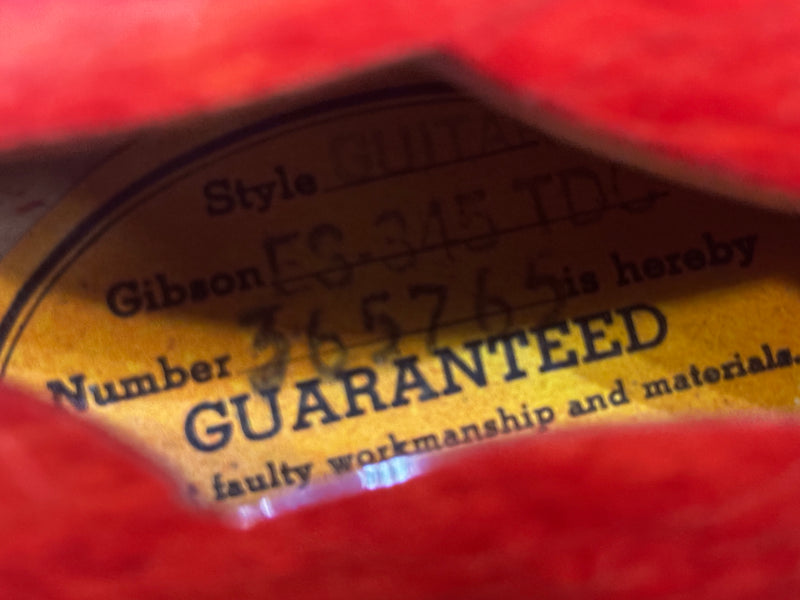 Style GUITAR
Gibson ES-345 TDC
Number 365765 is hereby
GUARANTEED
faulty workmanship and materials.